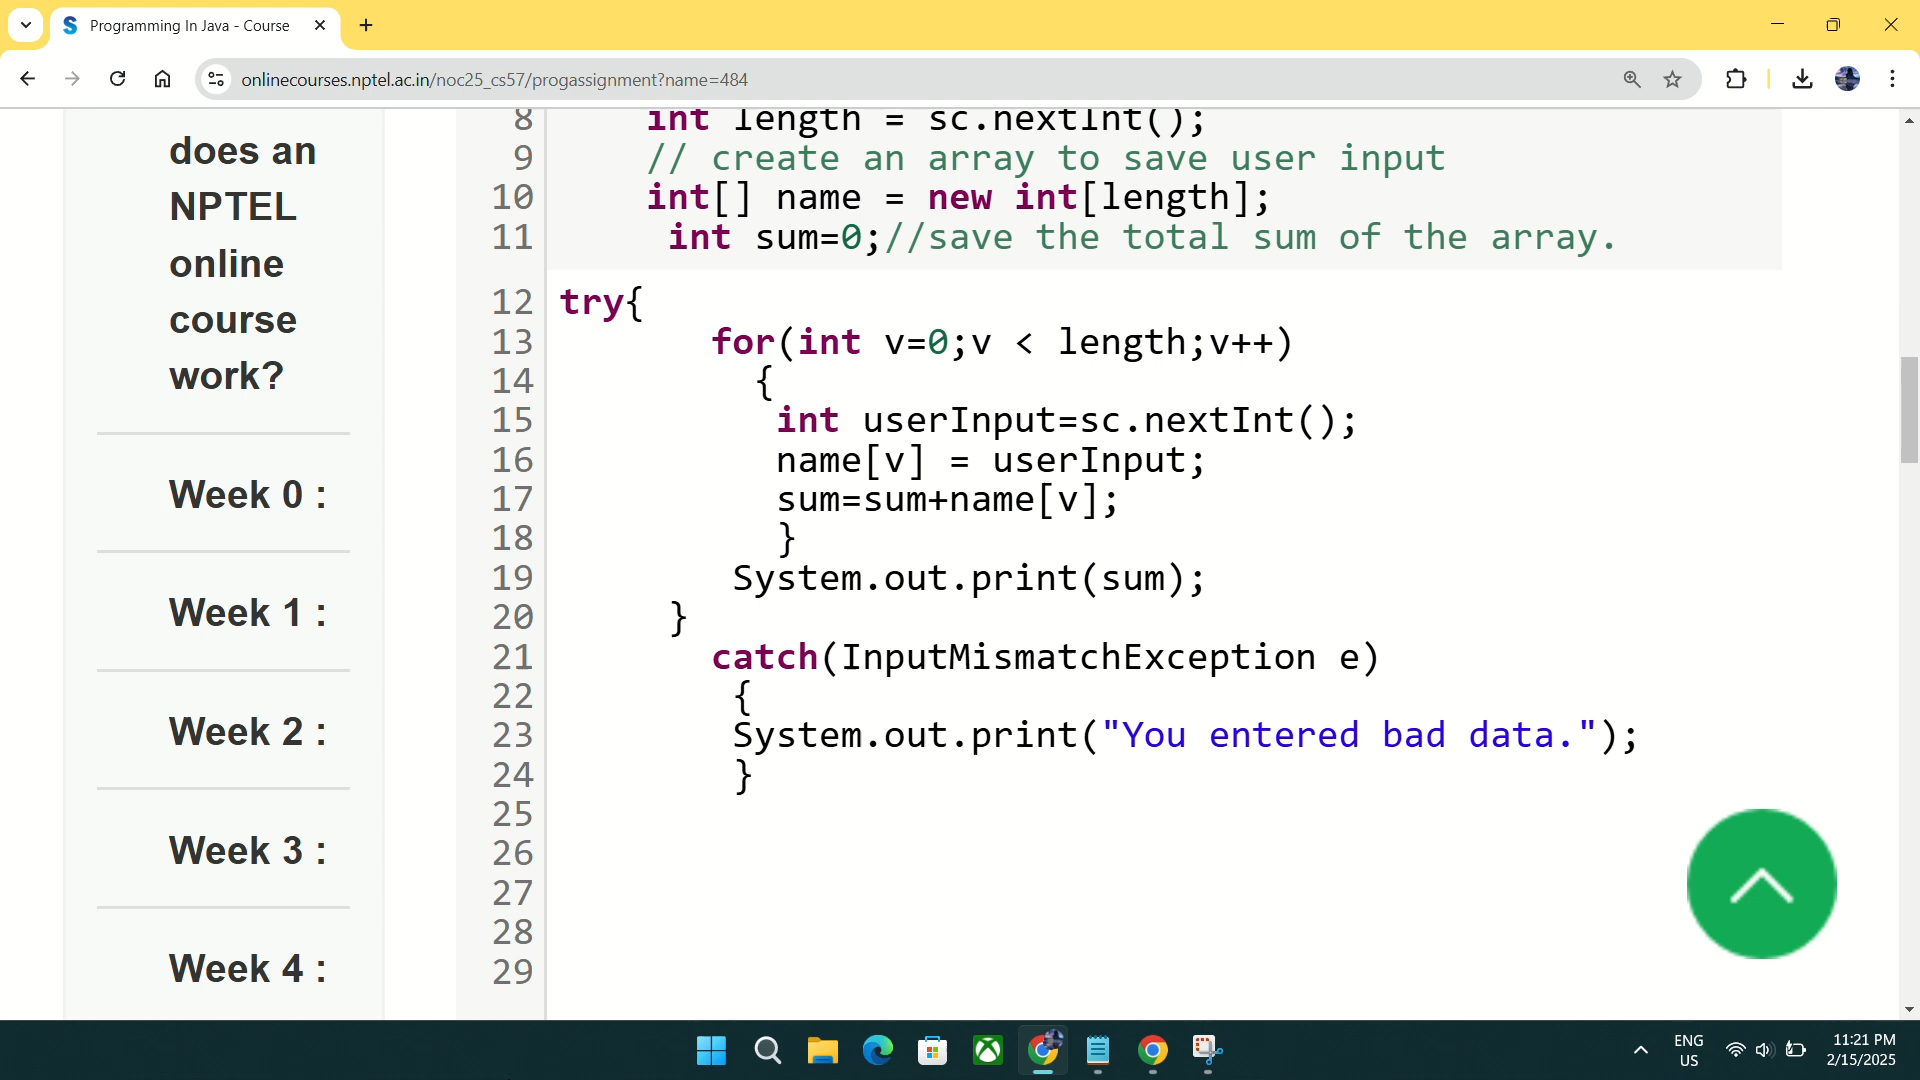 Programming In Java - Course
onlinecourses.nptel.ac.in/noc25_cs57/progassignment?name=484
does an
NPTEL
online
course
work?
Week 0 :
Week 1 :
Week 2 :
Week 3 :
Week 4 :
8 int length = sc.nextInt();
9 // create an array to save user input
10 int[] name = new int[length];
11 int sum=0;//save the total sum of the array.
12 try{
13 for(int v=0;v < length;v++)
14 {
15 int userInput=sc.nextInt();
16 name[v] = userInput;
17 sum=sum+name[v];
18 }
19 System.out.print(sum);
20 }
21 catch(InputMismatchException e)
22 {
23 System.out.print("You entered bad data.");
24 }
25
26
27
28
29
ENG
US
11:21 PM
2/15/2025